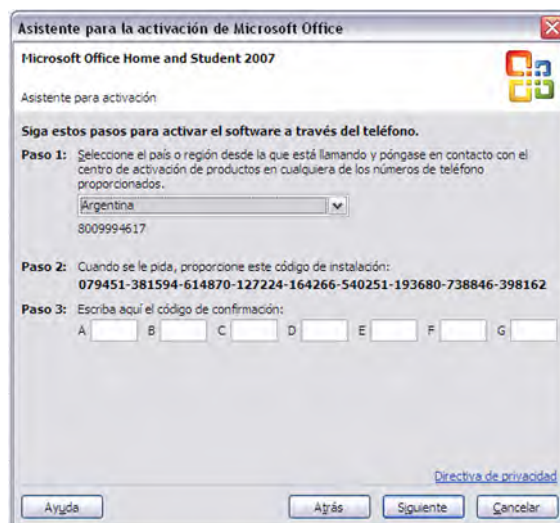 Asistente para la activación de Microsoft Office
Microsoft Office Home and Student 2007
Asistente para activación
Siga estos pasos para activar el software a través del teléfono.
Paso 1: Seleccione el país o región desde la que está llamando y póngase en contacto con el
centro de activación de productos en cualquiera de los números de teléfono
proporcionados.
Argentina
8009994617
Paso 2: Cuando se le pida, proporcione este código de instalación:
079451-381594-614870-127224-164266-540251-193680-738846-398162
Paso 3: Escriba aquí el código de confirmación:
A B C D E F G
Directiva de privacidad
Ayuda Atrás Siguiente Cancelar